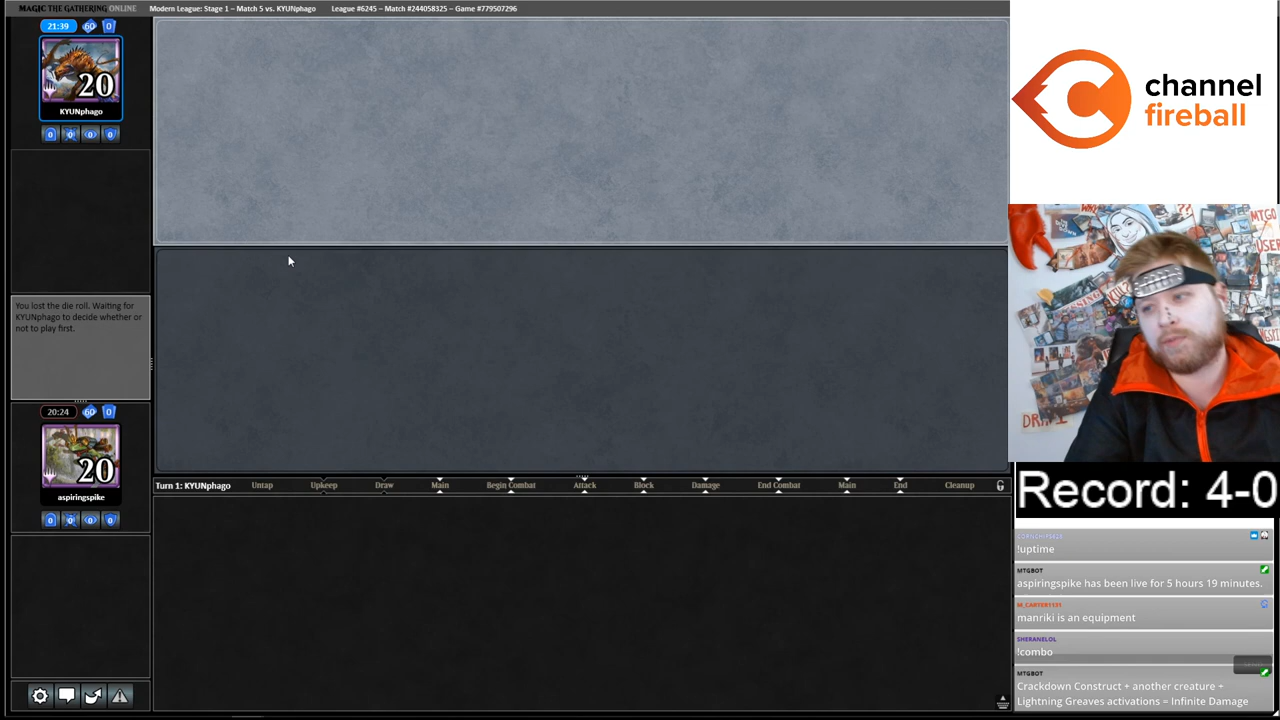 MAGIC THE GATHERING ONLINE
Modern League: Stage 1 – Match 5 vs. KYUNphago
League #6245 – Match #244058325 – Game #779507296
21:39 60 0
20
KYUNphago
0 0 0 0
You lost the die roll. Waiting for
KYUNphago to decide whether or
not to play first.
20:24 60 0
20
aspiringspike
0 0 0 0
Turn 1: KYUNphago Untap Upkeep Draw Main Begin Combat Attack Block Damage End Combat Main End Cleanup
channel
fireball
MTGO
USER
Record: 4-0
!uptime
MTGBOT
aspiringspike has been live for 5 hours 19 minutes.
M_CARTER1131
manriki is an equipment
SHERANELOL
!combo
MTGBOT
Crackdown Construct + another creature +
Lightning Greaves activations = Infinite Damage